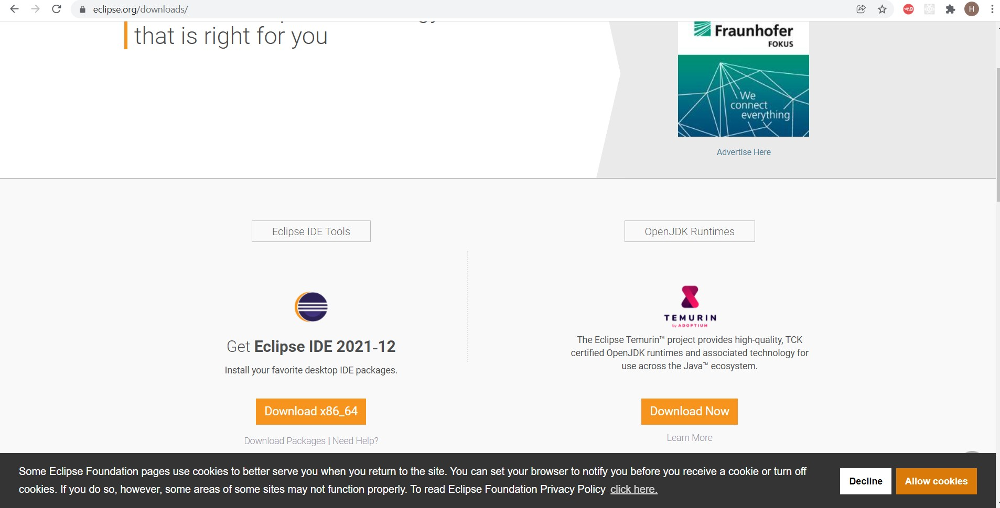 eclipse.org/downloads/
H
that is right for you
Fraunhofer
FOKUS
We
connect
everything
Advertise Here
Eclipse IDE Tools
OpenJDK Runtimes
Get Eclipse IDE 2021-12
Install your favorite desktop IDE packages.
Download x86_64
Download Packages | Need Help?
TEMURIN
by ADOPTIUM
The Eclipse Temurin™ project provides high-quality, TCK
certified OpenJDK runtimes and associated technology for
use across the Java™ ecosystem.
Download Now
Learn More
Some Eclipse Foundation pages use cookies to better serve you when you return to the site. You can set your browser to notify you before you receive a cookie or turn off
cookies. If you do so, however, some areas of some sites may not function properly. To read Eclipse Foundation Privacy Policy click here.
Decline
Allow cookies